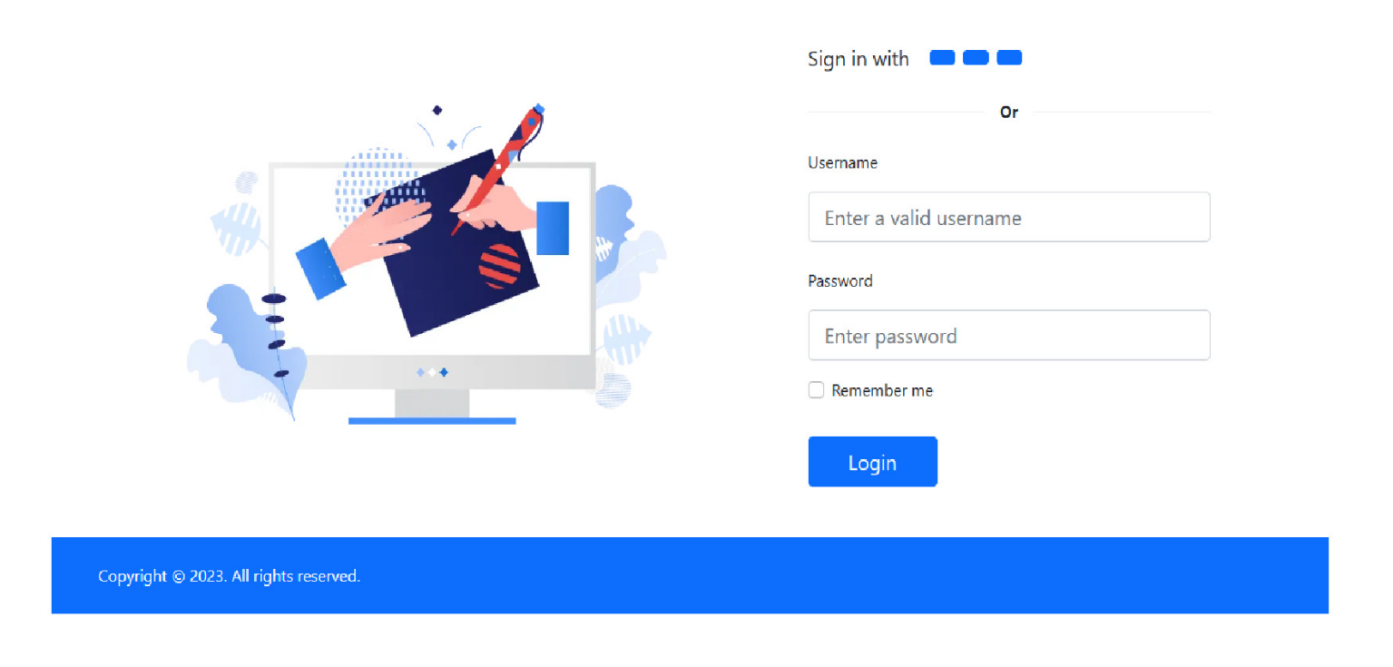 Sign in with
Or
Username
Enter a valid username
Password
Enter password
Remember me
Login
Copyright © 2023. All rights reserved.